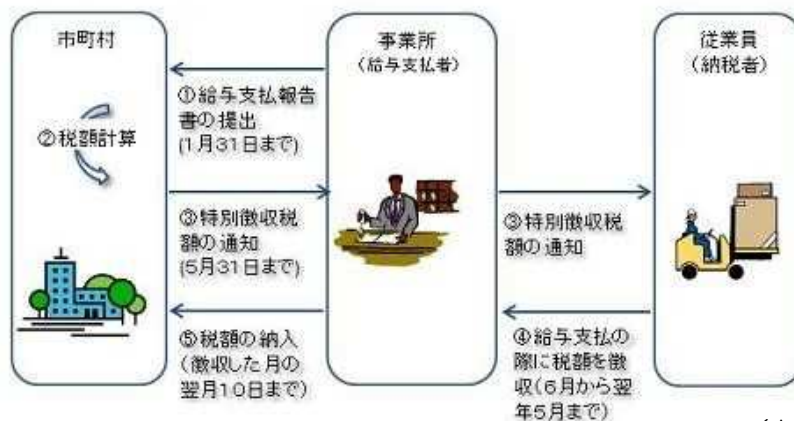 市町村
②税額計算
①給与支払報告
書の提出
(1月31日まで)
③特別徴収税
額の通知
(5月31日まで)
⑤税額の納入
（徴収した月の
翌月10日まで）
事業所
（給与支払者）
③特別徴収税
額の通知
④給与支払の
際に税額を徴
収(6月から翌
年5月まで）
従業員
（納税者）